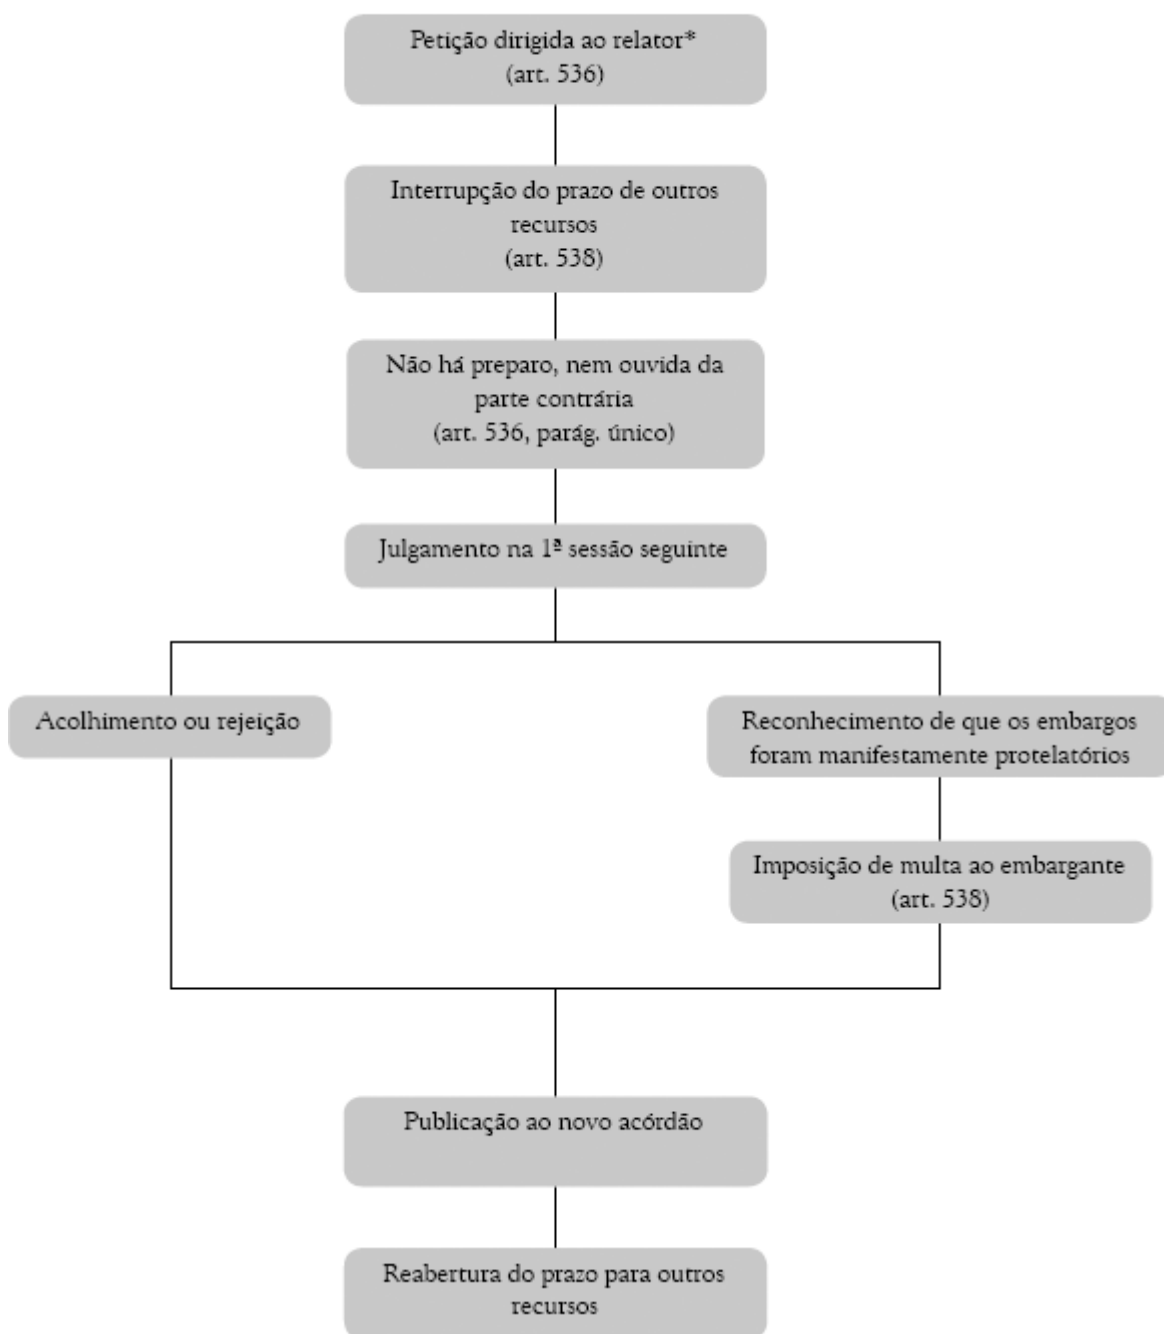 Petição dirigida ao relator*
(art. 536)
Interrupção do prazo de outros
recursos
(art. 538)
Não há preparo, nem ouvida da
parte contrária
(art. 536, parág. único)
Julgamento na 1ª sessão seguinte
Acolhimento ou rejeição
Reconhecimento de que os embargos
foram manifestamente protelatórios
Imposição de multa ao embargante
(art. 538)
Publicação ao novo acórdão
Reabertura do prazo para outros
recursos